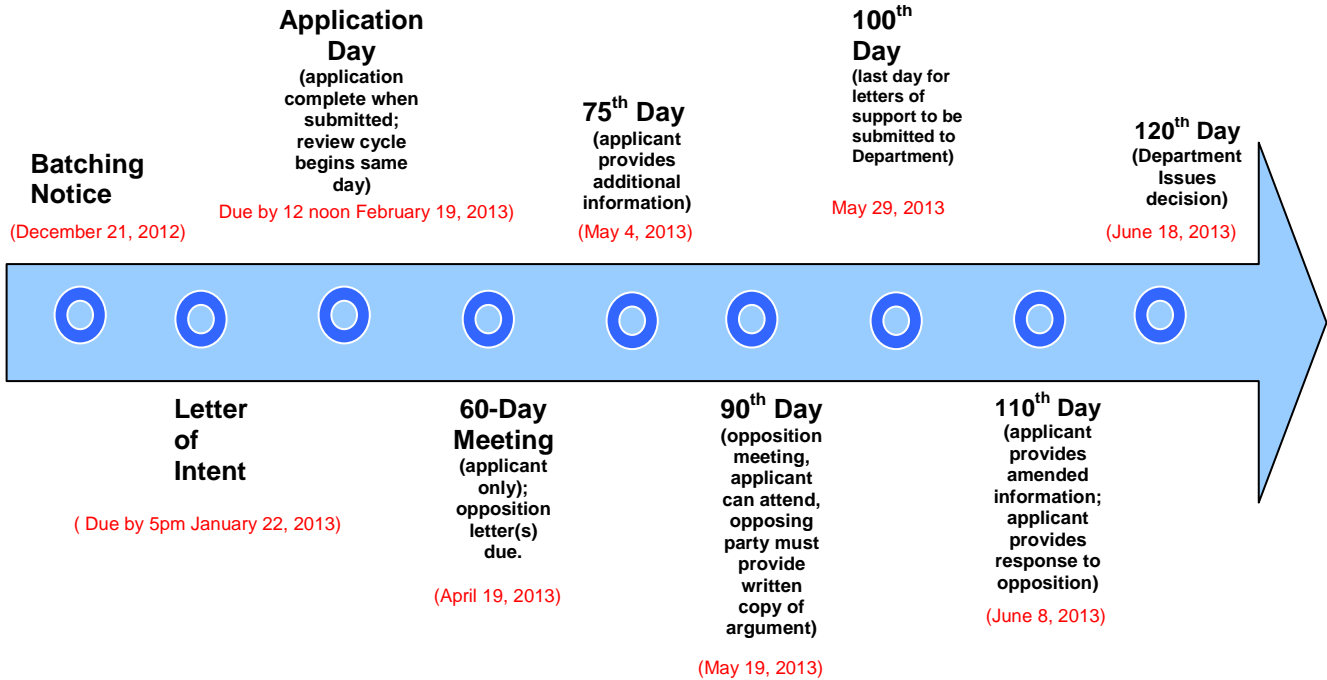 Batching
Notice
(December 21, 2012)
Letter
of
Intent
( Due by 5pm January 22, 2013)
Application
Day
(application
complete when
submitted;
review cycle
begins same
day)
Due by 12 noon February 19, 2013)
60-Day
Meeting
(applicant
only);
opposition
letter(s)
due.
(April 19, 2013)
75th Day
(applicant
provides
additional
information)
(May 4, 2013)
90th Day
(opposition
meeting,
applicant
can attend,
opposing
party must
provide
written
copy of
argument)
(May 19, 2013)
100th
Day
(last day for
letters of
support to be
submitted to
Department)
May 29, 2013
110th Day
(applicant
provides
amended
information;
applicant
provides
response to
opposition)
(June 8, 2013)
120th Day
(Department
Issues
decision)
(June 18, 2013)